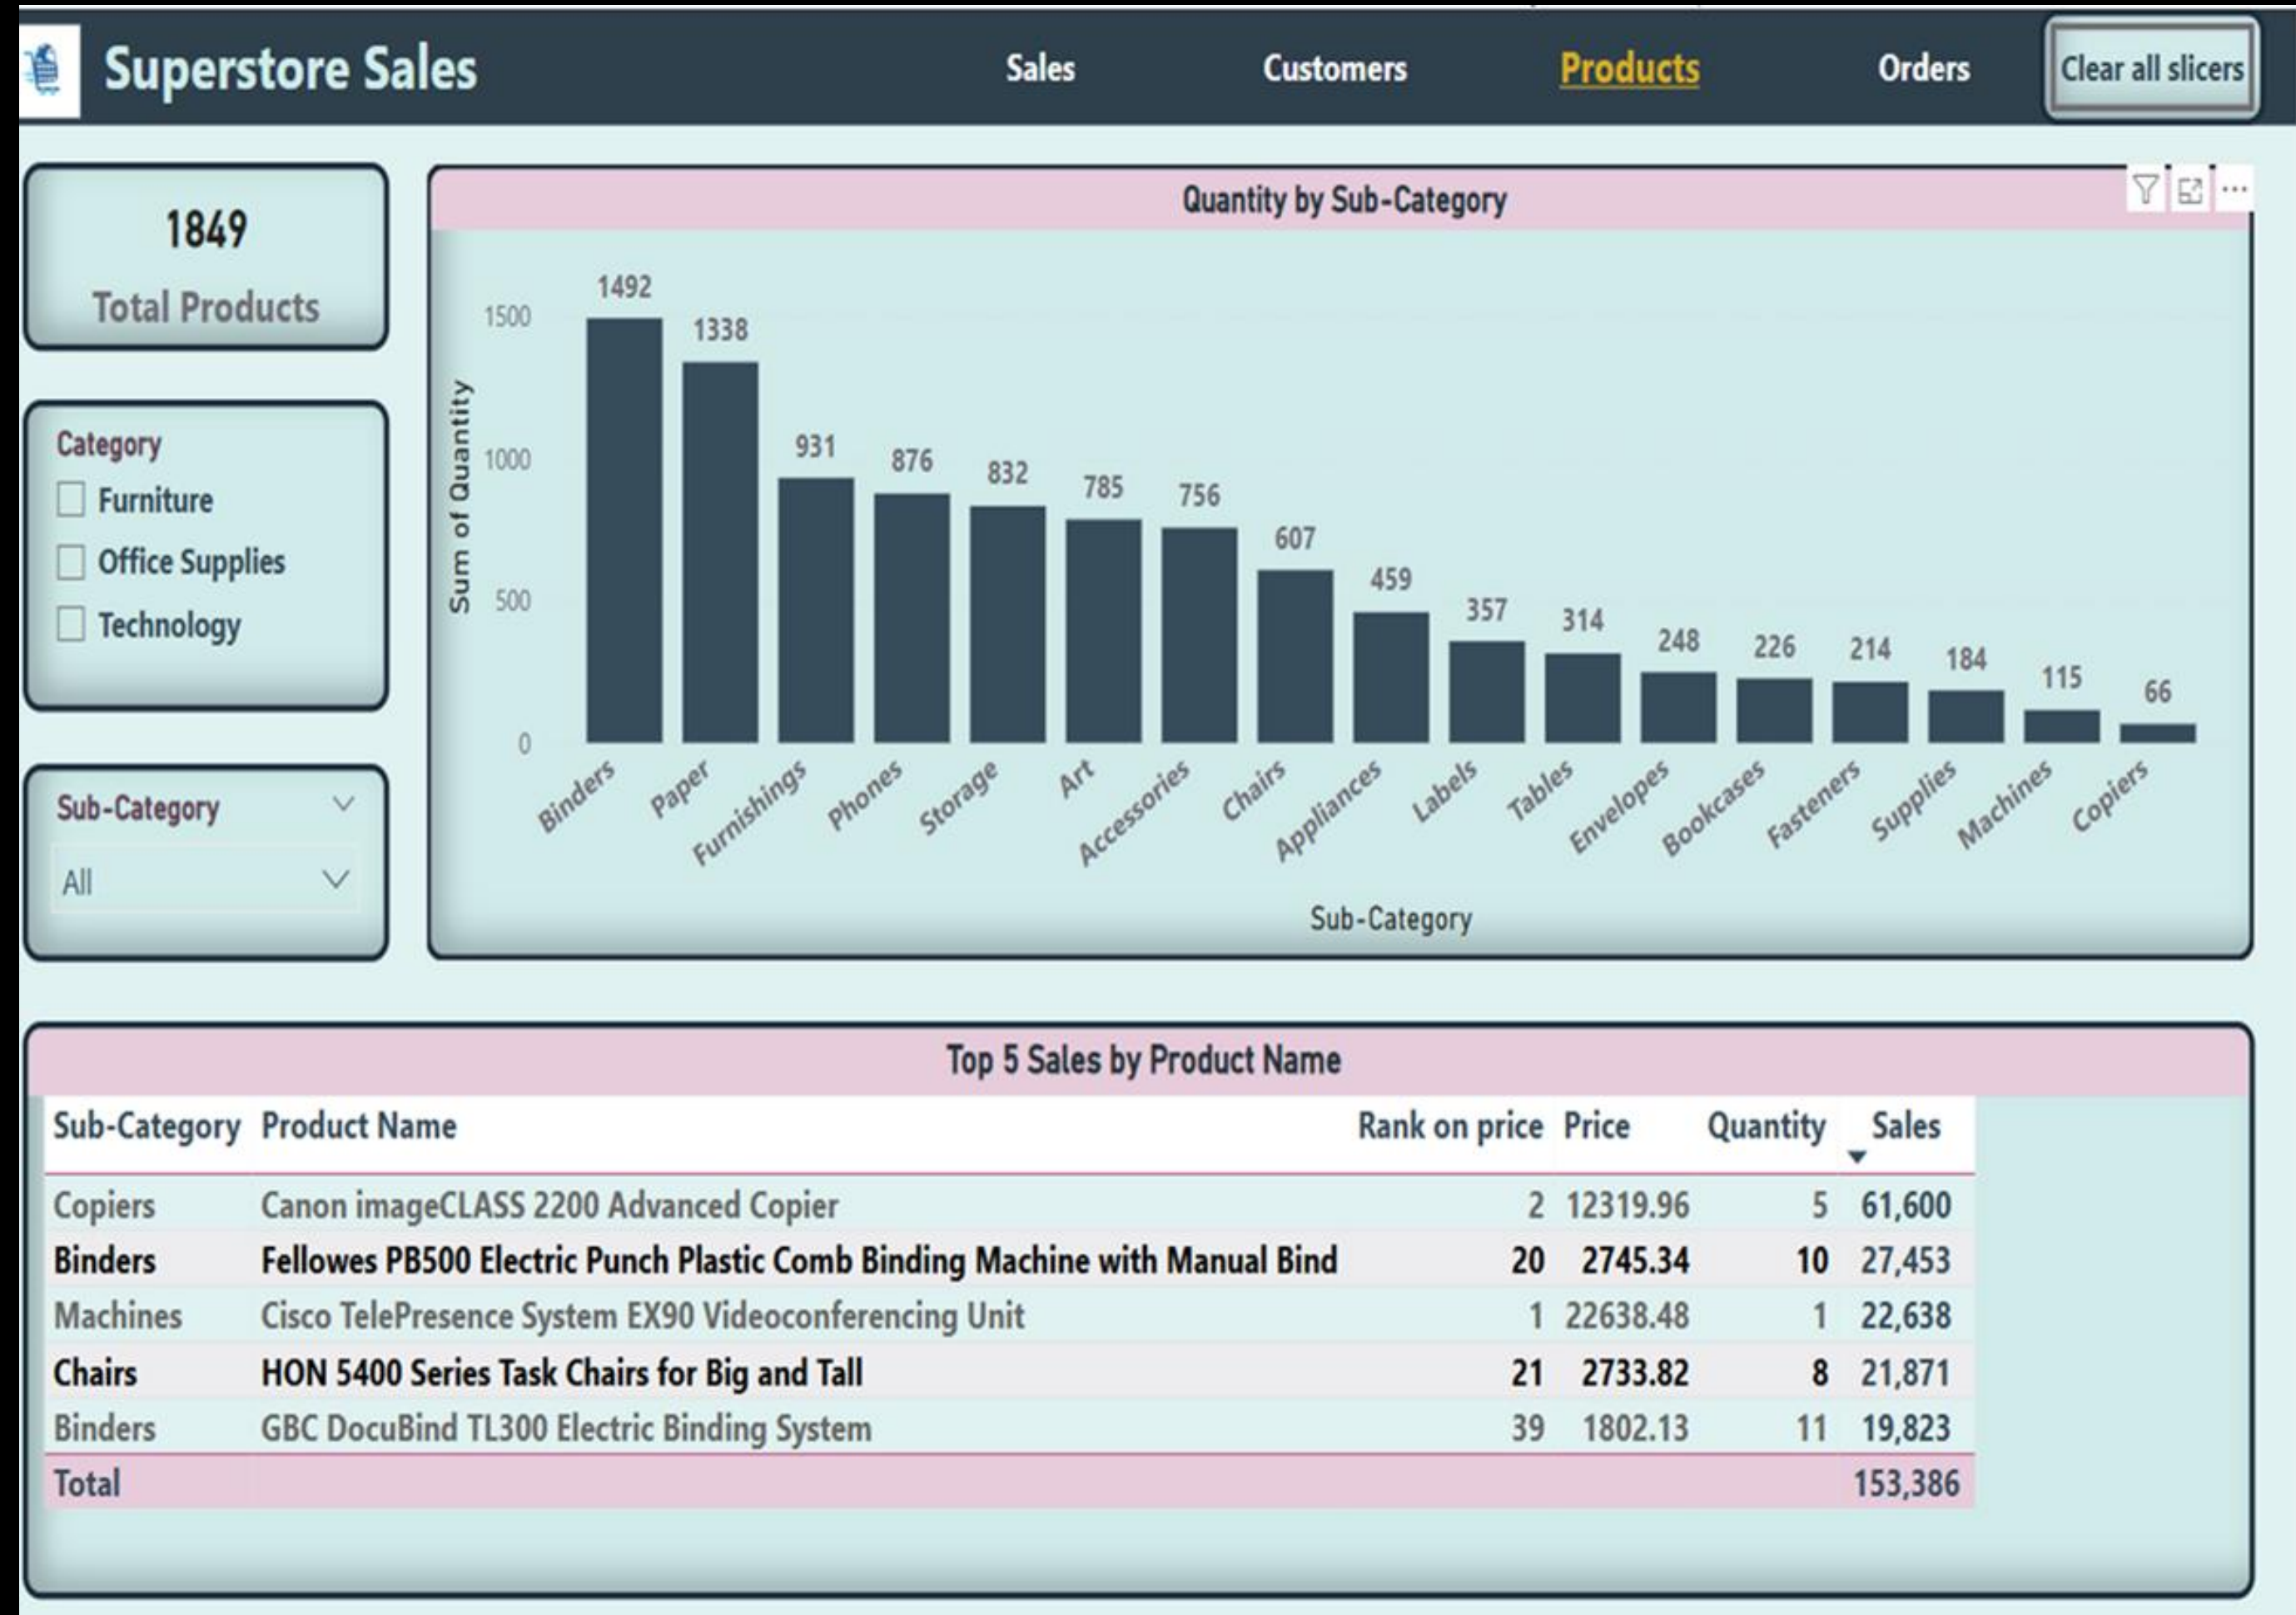 Superstore Sales
Sales Customers Products Orders Clear all slicers
1849
Total Products
Category
Furniture
Office Supplies
Technology
Sub-Category
All
Quantity by Sub-Category
Sum of Quantity
1500
1000
500
0
1492
1338
931
876
832
785
756
607
459
357
314
248
226
214
184
115
66
Binders
Paper
Furnishings
Phones
Storage
Art
Accessories
Chairs
Appliances
Labels
Tables
Envelopes
Bookcases
Fasteners
Supplies
Machines
Copiers
Sub-Category
Top 5 Sales by Product Name
Sub-Category Product Name Rank on price Price Quantity Sales
Copiers Canon imageCLASS 2200 Advanced Copier 2 12319.96 5 61,600
Binders Fellowes PB500 Electric Punch Plastic Comb Binding Machine with Manual Bind 20 2745.34 10 27,453
Machines Cisco TelePresence System EX90 Videoconferencing Unit 1 22638.48 1 22,638
Chairs HON 5400 Series Task Chairs for Big and Tall 21 2733.82 8 21,871
Binders GBC DocuBind TL300 Electric Binding System 39 1802.13 11 19,823
Total 153,386